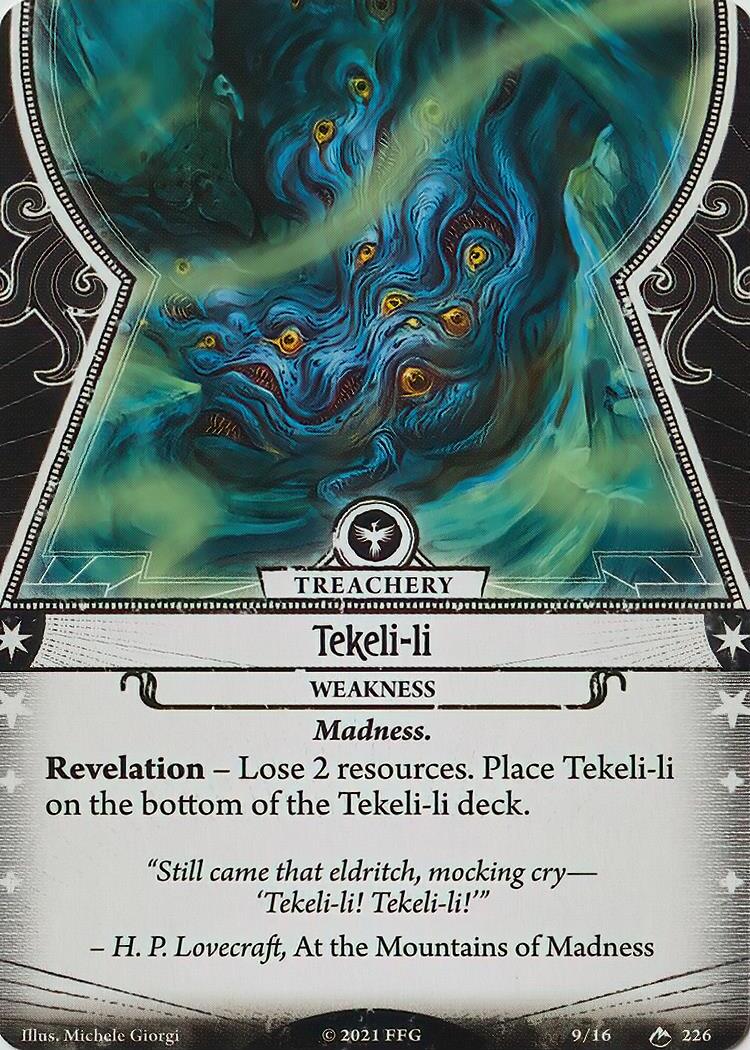 TREACHERY
Tekeli-li
WEAKNESS
Madness.
Revelation – Lose 2 resources. Place Tekeli-li
on the bottom of the Tekeli-li deck.
“Still came that eldritch, mocking cry—
‘Tekeli-li! Tekeli-li!’”
– H. P. Lovecraft, At the Mountains of Madness
Illus. Michele Giorgi © 2021 FFG 9/16 226